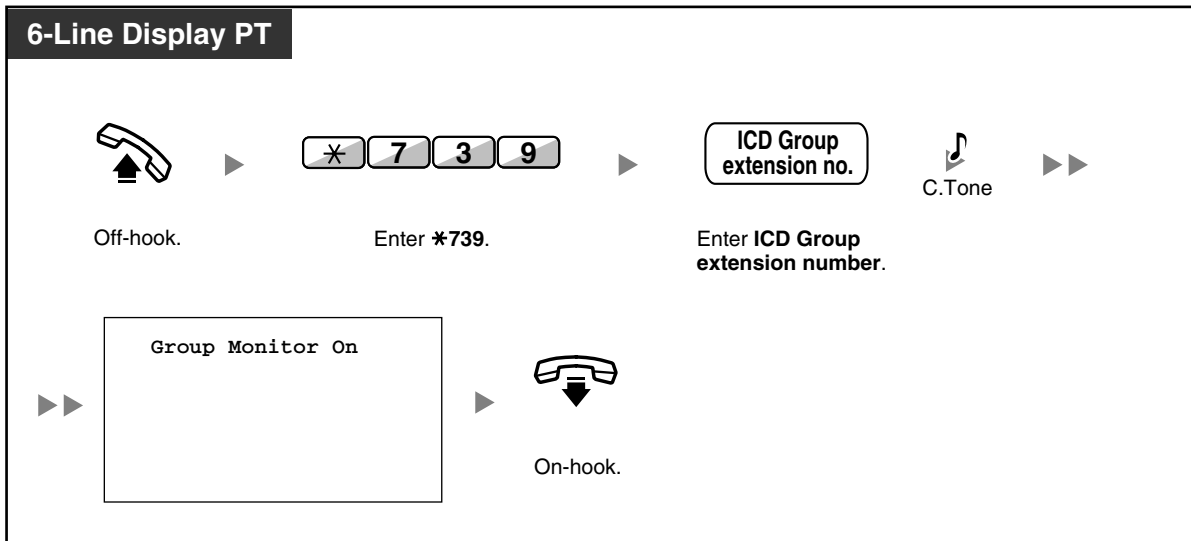 6-Line Display PT
* 7 3 9
ICD Group
extension no.
C.Tone
Off-hook.
Enter *739.
Enter ICD Group
extension number.
Group Monitor On
On-hook.